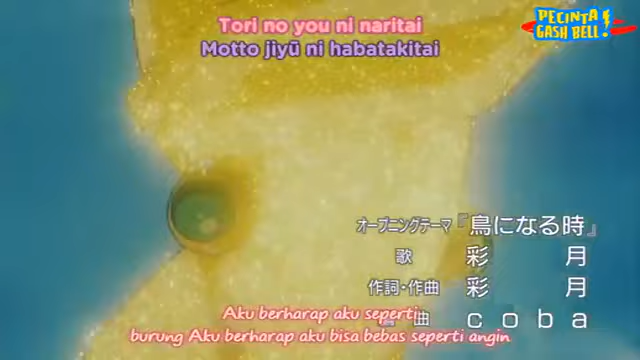 Tori no you ni naritai
Motto jiyū ni habatakitai
PECINTA
GASH BELL!
オープニングテーマ『鳥になる時』
歌 彩 月
作詞・作曲 彩 月
曲 coba
Aku berharap aku seperti
burung Aku berharap aku bisa bebas seperti angin